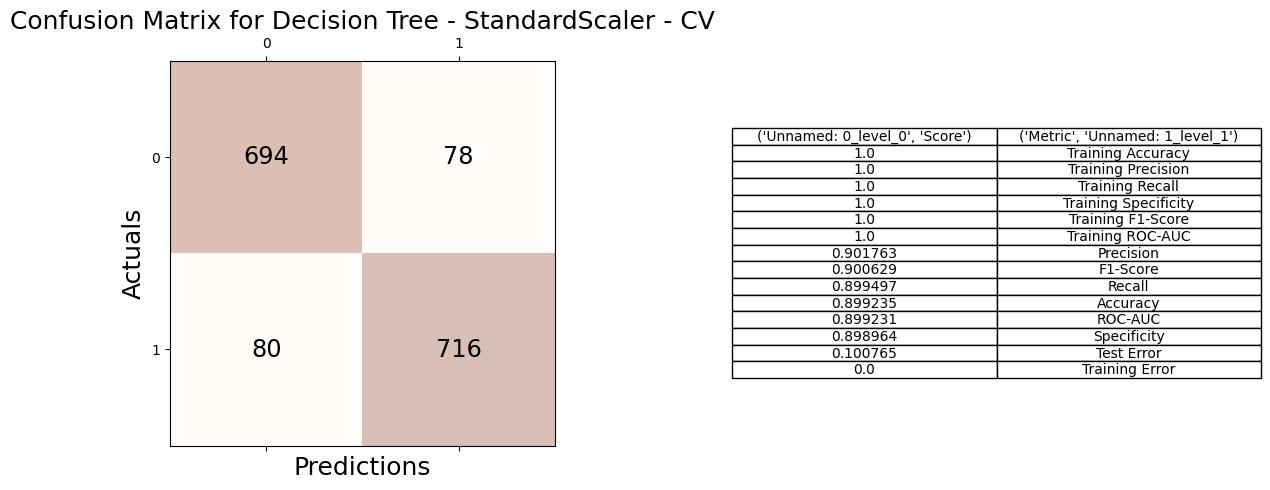 Confusion Matrix for Decision Tree - StandardScaler - CV
0 1
0 694 78
Actuals
1 80 716
Predictions
('Unnamed: 0_level_0', 'Score') ('Metric', 'Unnamed: 1_level_1')
1.0 Training Accuracy
1.0 Training Precision
1.0 Training Recall
1.0 Training Specificity
1.0 Training F1-Score
1.0 Training ROC-AUC
0.901763 Precision
0.900629 F1-Score
0.899497 Recall
0.899235 Accuracy
0.899231 ROC-AUC
0.898964 Specificity
0.100765 Test Error
0.0 Training Error